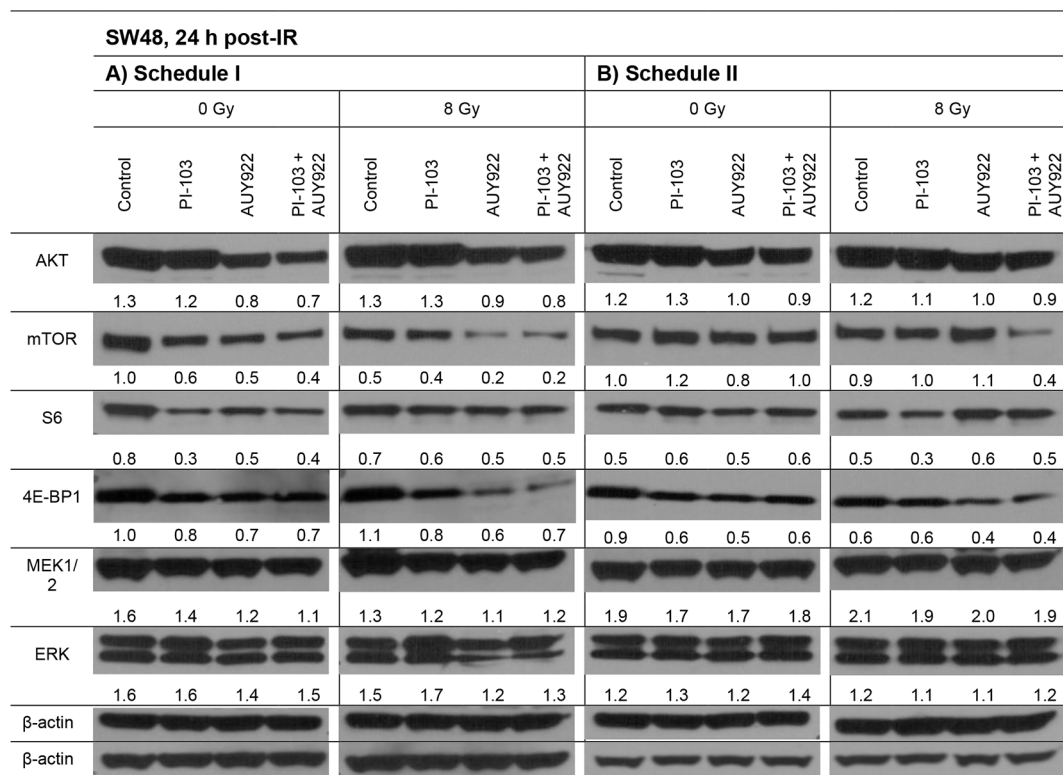 SW48, 24 h post-IR
A) Schedule I
B) Schedule II
0 Gy
8 Gy
0 Gy
8 Gy
Control
PI-103
AUY922
PI-103 +
AUY922
Control
PI-103
AUY922
PI-103 +
AUY922
Control
PI-103
AUY922
PI-103 +
AUY922
Control
PI-103
AUY922
PI-103 +
AUY922
AKT
1.3 1.2 0.8 0.7 1.3 1.3 0.9 0.8 1.2 1.3 1.0 0.9 1.2 1.1 1.0 0.9
mTOR
1.0 0.6 0.5 0.4 0.5 0.4 0.2 0.2 1.0 1.2 0.8 1.0 0.9 1.0 1.1 0.4
S6
0.8 0.3 0.5 0.4 0.7 0.6 0.5 0.5 0.5 0.6 0.5 0.6 0.5 0.3 0.6 0.5
4E-BP1
1.0 0.8 0.7 0.7 1.1 0.8 0.6 0.7 0.9 0.6 0.5 0.6 0.6 0.6 0.4 0.4
MEK1/
2
1.6 1.4 1.2 1.1 1.3 1.2 1.1 1.2 1.9 1.7 1.7 1.8 2.1 1.9 2.0 1.9
ERK
1.6 1.6 1.4 1.5 1.5 1.7 1.2 1.3 1.2 1.3 1.2 1.4 1.2 1.1 1.1 1.2
β-actin
β-actin